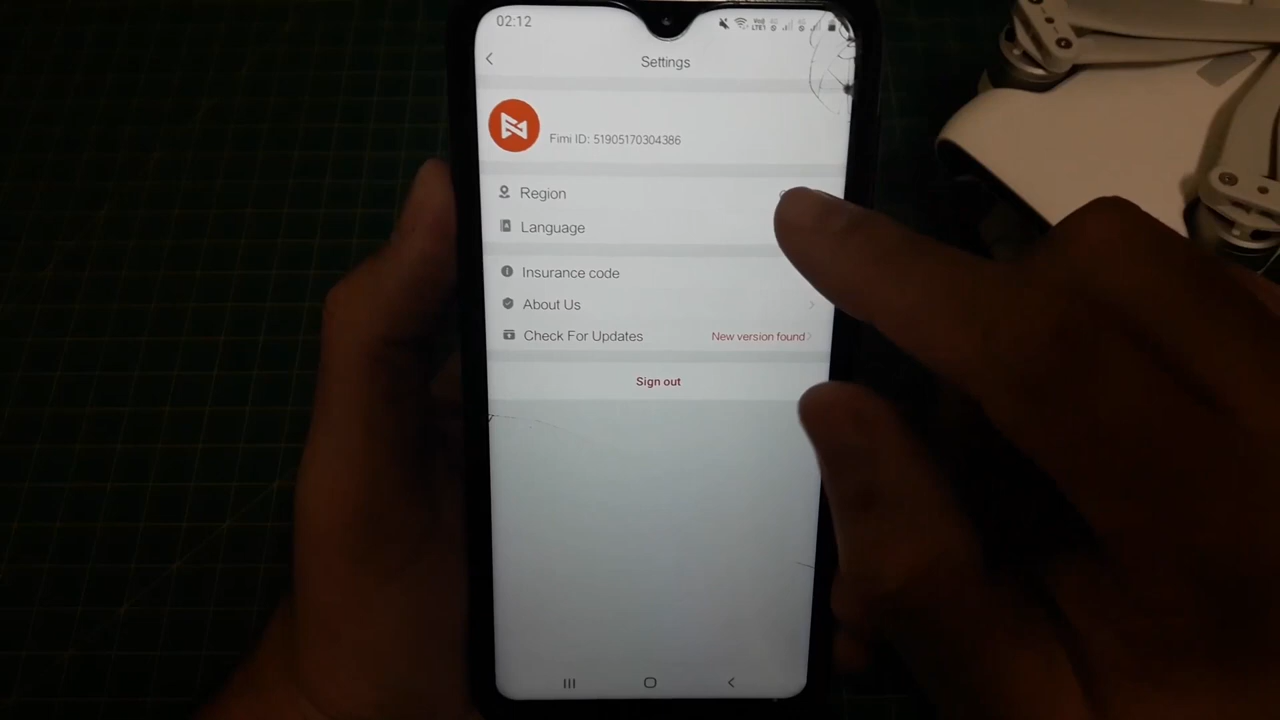 02:12
Settings
Fimi ID: 51905170304386
Region
Language
Insurance code
About Us
Check For Updates New version found
Sign out